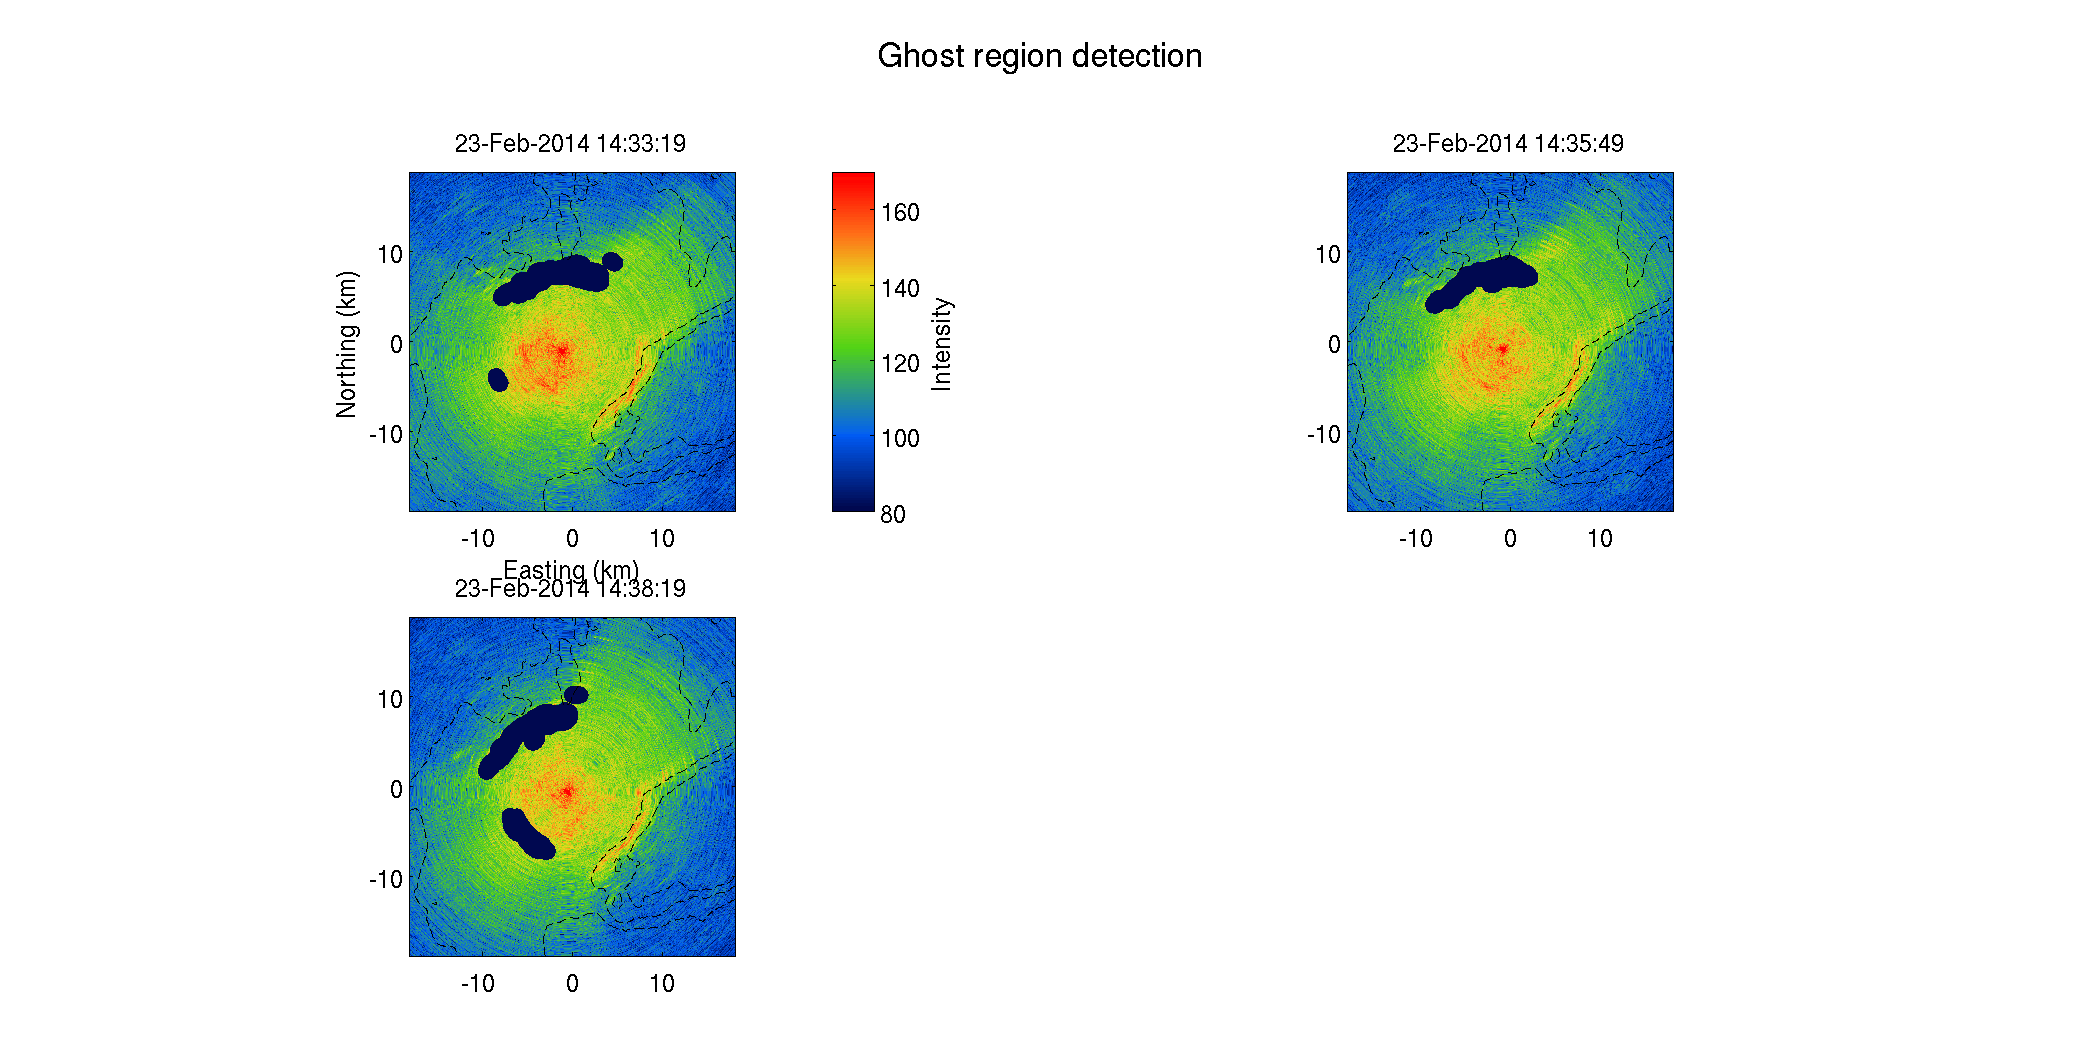 Ghost region detection
23-Feb-2014 14:33:19
23-Feb-2014 14:35:49
10
0
-10
Northing (km)
-10 0 10
Easting (km)
160
140
120
100
80
Intensity
10
0
-10
-10 0 10
23-Feb-2014 14:38:19
10
0
-10
-10 0 10